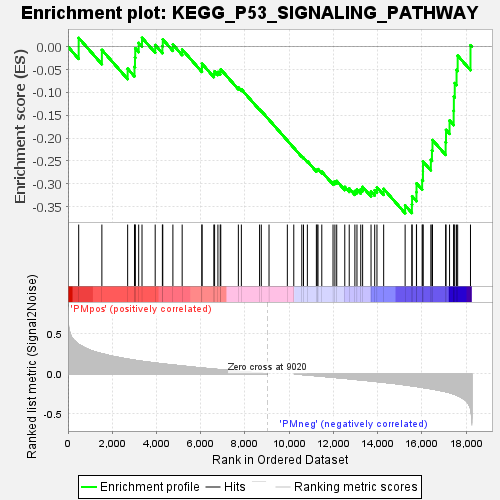 Enrichment plot: KEGG_P53_SIGNALING_PATHWAY
Enrichment score (ES)
0.00
-0.05
-0.10
-0.15
-0.20
-0.25
-0.30
-0.35
'PMpos' (positively correlated)
Ranked list metric (Signal2Noise)
0.5
0.0
-0.5
Zero cross at 9020
'PMneg' (negatively correlated)
0 2,000 4,000 6,000 8,000 10,000 12,000 14,000 16,000 18,000
Rank in Ordered Dataset
Enrichment profile Hits Ranking metric scores